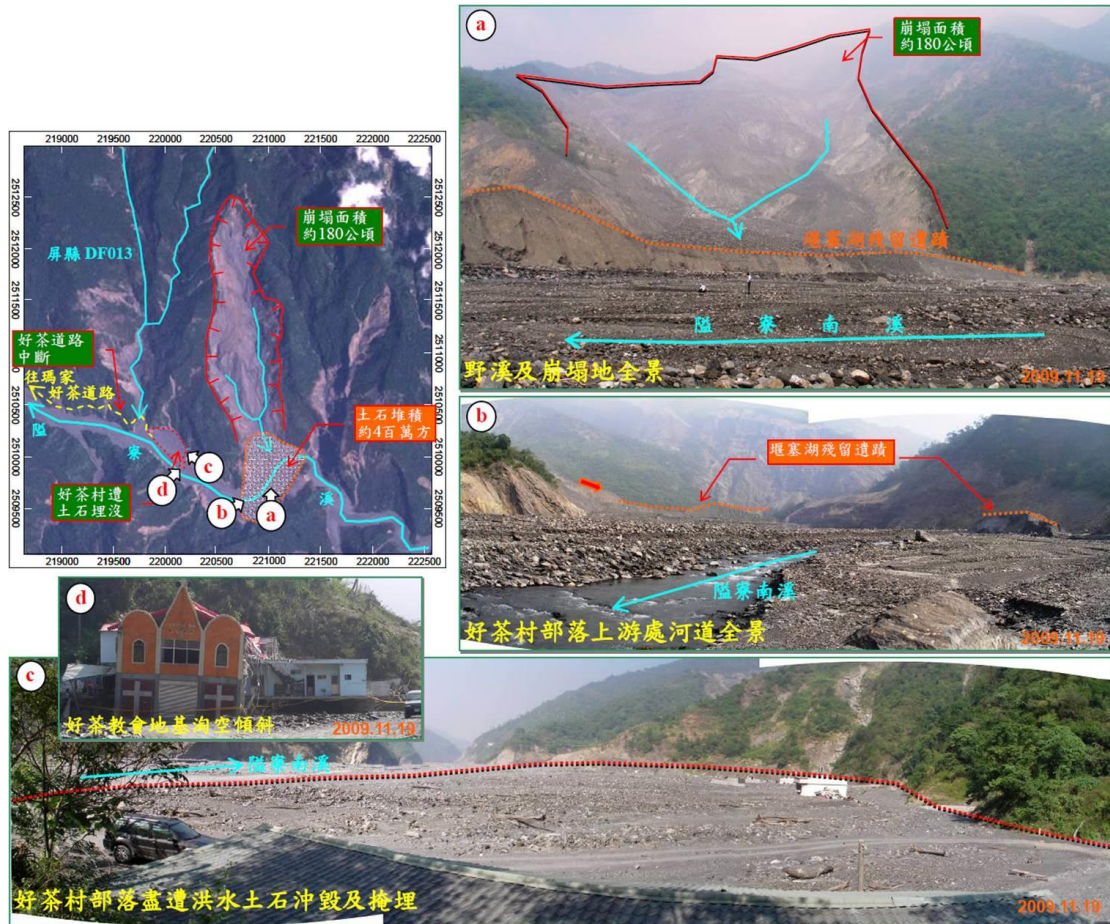 219000 219500 220000 220500 221000 221500 222000 222500
2512500
2512000
2511500
2511000
2510500
2510000
2509500
崩塌面積
約180公頃
屏縣 DF013
好茶道路
中斷
往瑪家
好茶道路
隘
寮
溪
土石堆積
約4百萬方
好茶村遭
土石埋沒
a
b
c
d
a
崩塌面積
約180公頃
堰塞湖殘留遺蹟
隘 寮 南 溪
野溪及崩塌地全景
2009.11.19
b
堰塞湖殘留遺蹟
隘寮南溪
好茶村部落上游處河道全景
2009.11.19
d
好茶教會地基淘空傾斜
2009.11.19
c
隘寮南溪
好茶村部落盡遭洪水土石沖毀及掩埋
2009.11.19